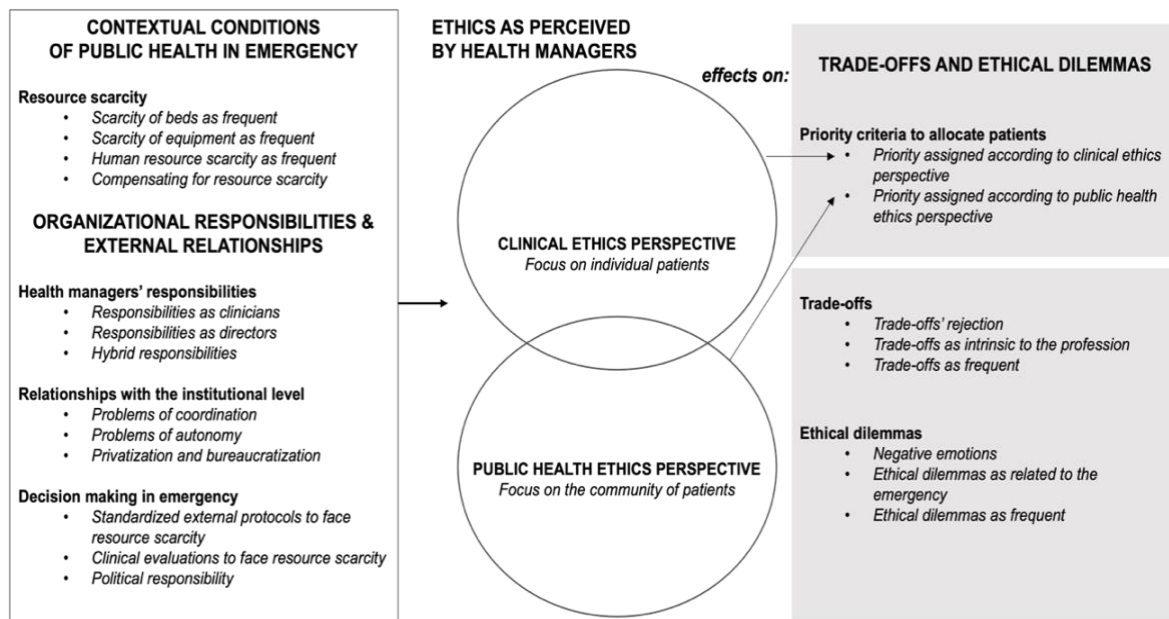 CONTEXTUAL CONDITIONS
OF PUBLIC HEALTH IN EMERGENCY
Resource scarcity
• Scarcity of beds as frequent
• Scarcity of equipment as frequent
• Human resource scarcity as frequent
• Compensating for resource scarcity
ORGANIZATIONAL RESPONSIBILITIES &
EXTERNAL RELATIONSHIPS
Health managers' responsibilities
• Responsibilities as clinicians
• Responsibilities as directors
• Hybrid responsibilities
Relationships with the institutional level
• Problems of coordination
• Problems of autonomy
• Privatization and bureaucratization
Decision making in emergency
• Standardized external protocols to face
resource scarcity
• Clinical evaluations to face resource scarcity
• Political responsibility
ETHICS AS PERCEIVED
BY HEALTH MANAGERS
CLINICAL ETHICS PERSPECTIVE
Focus on individual patients
PUBLIC HEALTH ETHICS PERSPECTIVE
Focus on the community of patients
effects on:
TRADE-OFFS AND ETHICAL DILEMMAS
Priority criteria to allocate patients
• Priority assigned according to clinical ethics
perspective
• Priority assigned according to public health
ethics perspective
Trade-offs
• Trade-offs' rejection
• Trade-offs as intrinsic to the profession
• Trade-offs as frequent
Ethical dilemmas
• Negative emotions
• Ethical dilemmas as related to the
emergency
• Ethical dilemmas as frequent